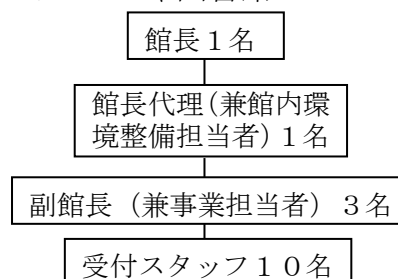 館長１名
館長代理（兼館内環
境整備担当者）１名
副館長（兼事業担当者）３名
受付スタッフ１０名